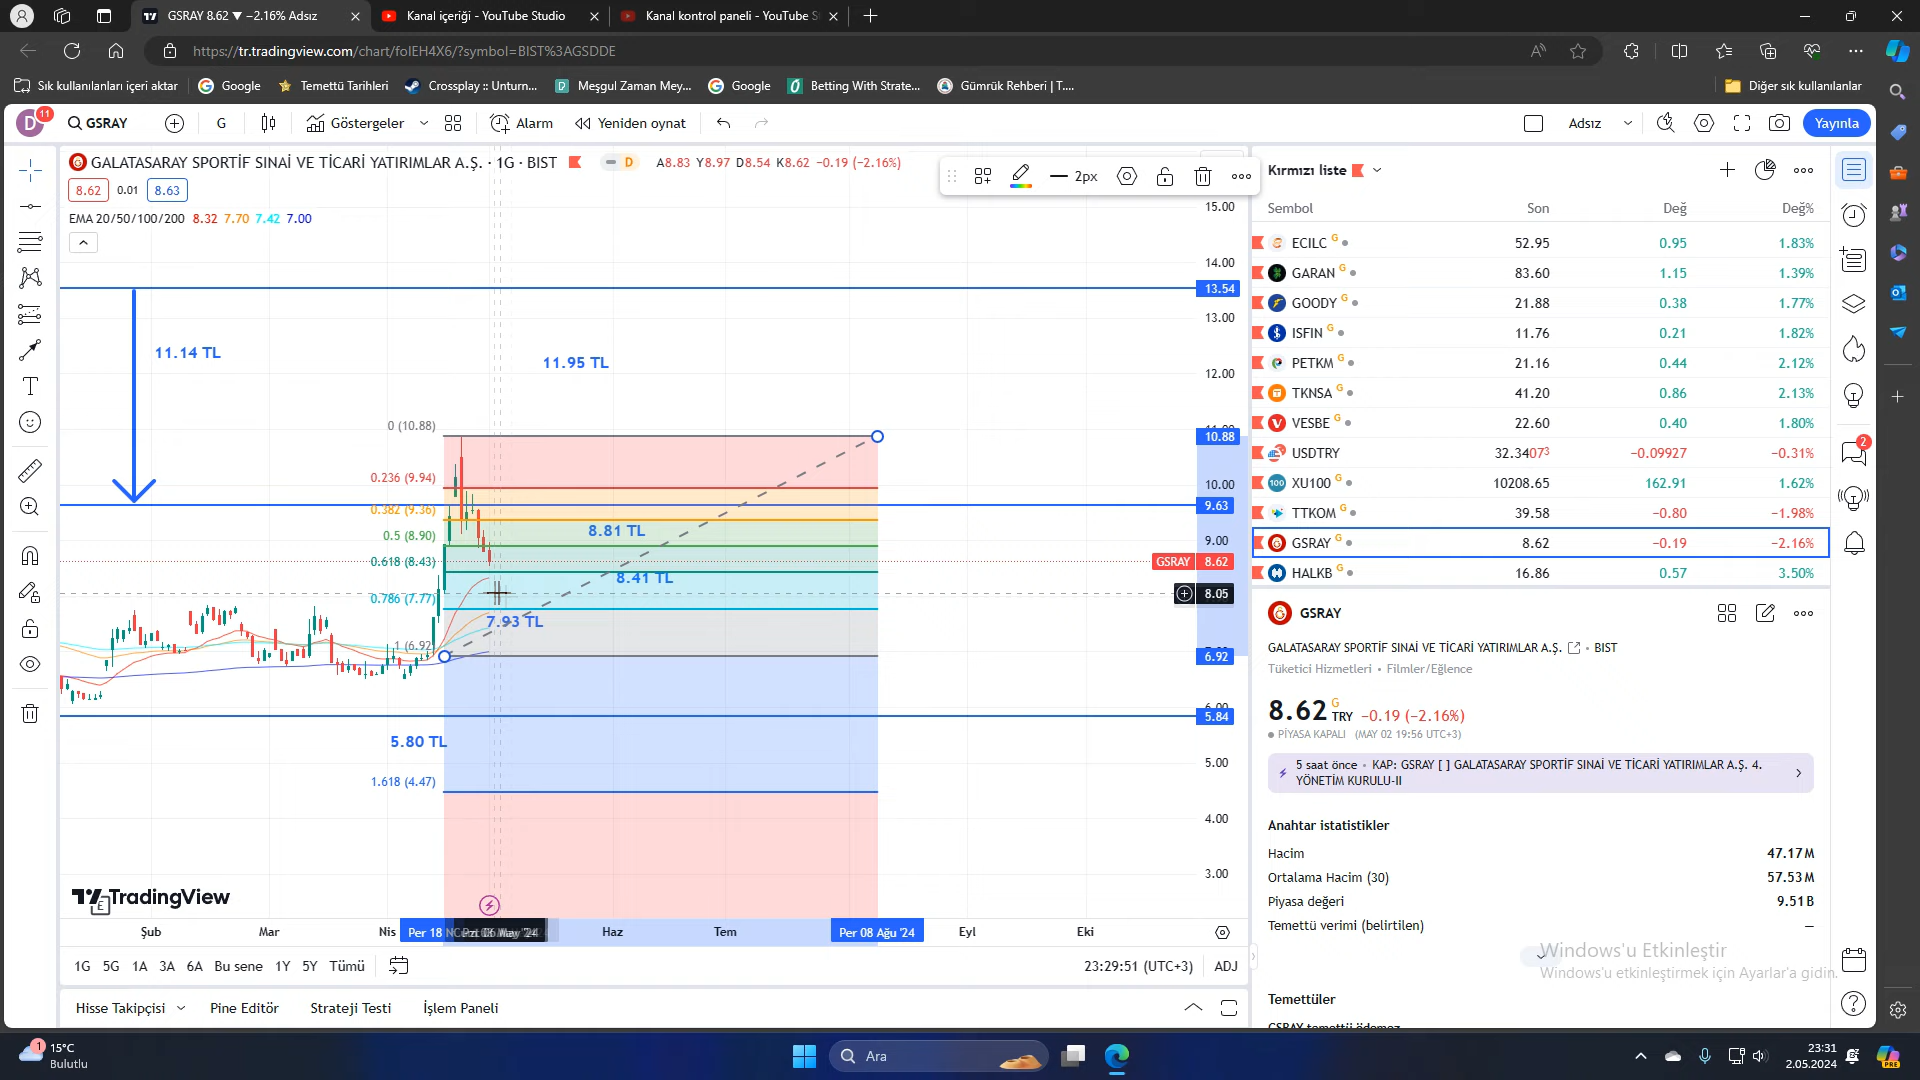 GSRAY 8.62 ▼ −2.16% Adsız
Kanal içeriği - YouTube Studio
Kanal kontrol paneli - YouTube S
https://tr.tradingview.com/chart/foIEH4X6/?symbol=BIST%3AGSDDE
Sık kullanılanları içeri aktar
Google
Temettü Tarihleri
Crossplay :: Unturn...
Meşgul Zaman Mey...
Google
Betting With Strate...
Gümrük Rehberi | T....
Diğer sık kullanılanlar
D
11
GSRAY
G
Göstergeler
Alarm
Yeniden oynat
Adsız
Yayınla
GALATASARAY SPORTİF SINAİ VE TİCARİ YATIRIMLAR A.Ş. · 1G · BIST
D
A8.83 Y8.97 D8.54 K8.62 −0.19 (−2.16%)
8.62 0.01 8.63
EMA 20/50/100/200 8.32 7.70 7.42 7.00
2px
15.00
14.00
13.54
13.00
12.00
10.88
10.00
9.63
9.00
GSRAY 8.62
8.05
6.92
5.84
5.00
4.00
3.00
11.14 TL
11.95 TL
0 (10.88)
0.236 (9.94)
0.382 (9.36)
8.81 TL
0.5 (8.90)
0.618 (8.43)
8.41 TL
0.786 (7.77)
7.93 TL
1 (6.92)
5.80 TL
1.618 (4.47)
TradingView
Şub
Mar
Nis
Per 18 N
Haz
Tem
Per 08 Ağu '24
Eyl
Eki
1G 5G 1A 3A 6A Bu sene 1Y 5Y Tümü
23:29:51 (UTC+3)
ADJ
Hisse Takipçisi
Pine Editör
Strateji Testi
İşlem Paneli
Kırmızı liste
Sembol Son Değ Değ%
ECILC G 52.95 0.95 1.83%
GARAN G 83.60 1.15 1.39%
GOODY G 21.88 0.38 1.77%
ISFIN G 11.76 0.21 1.82%
PETKM G 21.16 0.44 2.12%
TKNSA G 41.20 0.86 2.13%
VESBE G 22.60 0.40 1.80%
USDTRY 32.3407³ −0.09927 −0.31%
100 XU100 G 10208.65 162.91 1.62%
TTKOM G 39.58 −0.80 −1.98%
GSRAY G 8.62 −0.19 −2.16%
HALKB G 16.86 0.57 3.50%
GSRAY
GALATASARAY SPORTİF SINAİ VE TİCARİ YATIRIMLAR A.Ş. • BIST
Tüketici Hizmetleri • Filmler/Eğlence
8.62 G TRY −0.19 (−2.16%)
PİYASA KAPALI (MAY 02 19:56 UTC+3)
5 saat önce • KAP: GSRAY [ ] GALATASARAY SPORTİF SINAİ VE TİCARİ YATIRIMLAR A.Ş. 4.
YÖNETİM KURULU-II
Anahtar istatistikler
Hacim 47.17M
Ortalama Hacim (30) 57.53M
Piyasa değeri 9.51B
Temettü verimi (belirtilen) —
Windows'u Etkinleştir
Windows'u etkinleştirmek için Ayarlar'a gidin.
Temettüler
2
1
15°C
Bulutlu
Ara
23:31
2.05.2024
PRE